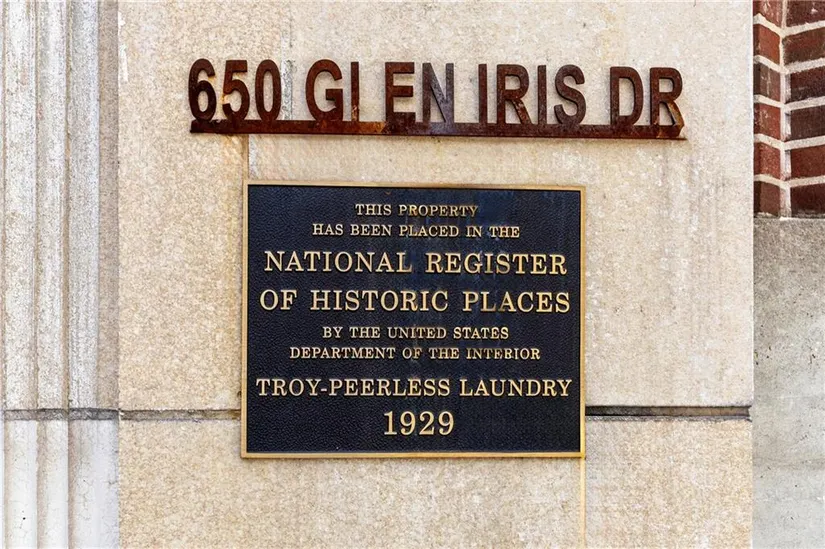 650 GLEN IRIS DR
THIS PROPERTY
HAS BEEN PLACED IN THE
NATIONAL REGISTER
OF HISTORIC PLACES
BY THE UNITED STATES
DEPARTMENT OF THE INTERIOR
TROY-PEERLESS LAUNDRY
1929